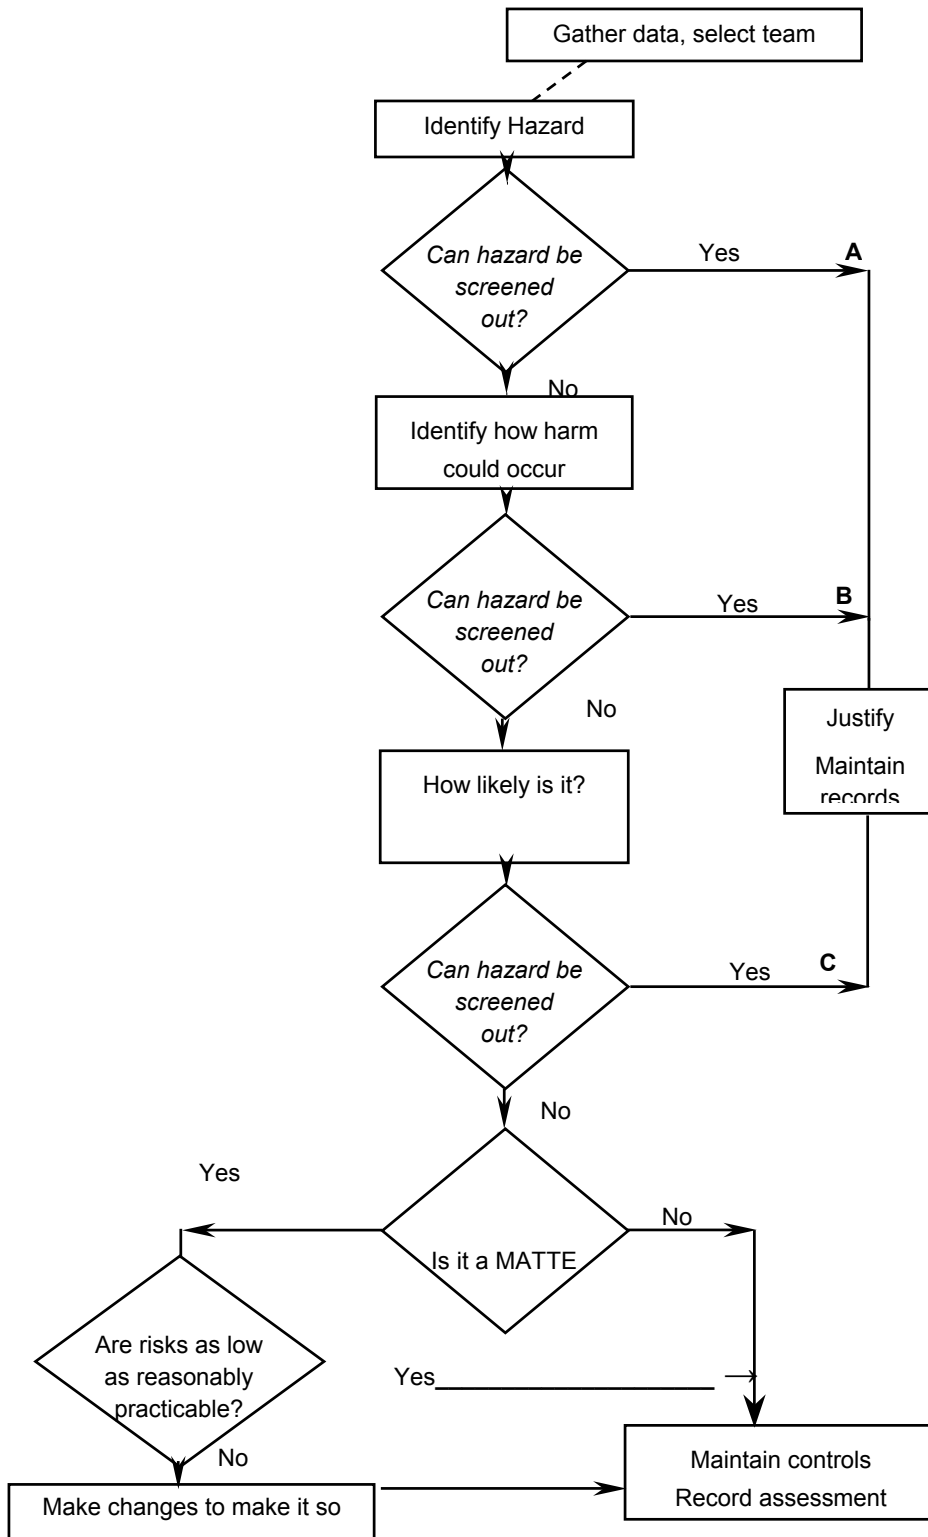 Gather data, select team
Identify Hazard
Can hazard be
screened
out?
Yes
A
No
Identify how harm
could occur
Can hazard be
screened
out?
Yes
B
No
How likely is it?
Justify
Maintain
records
Can hazard be
screened
out?
Yes
C
No
Yes
Is it a MATTE
No
Are risks as low
as reasonably
practicable?
Yes
No
Make changes to make it so
Maintain controls
Record assessment